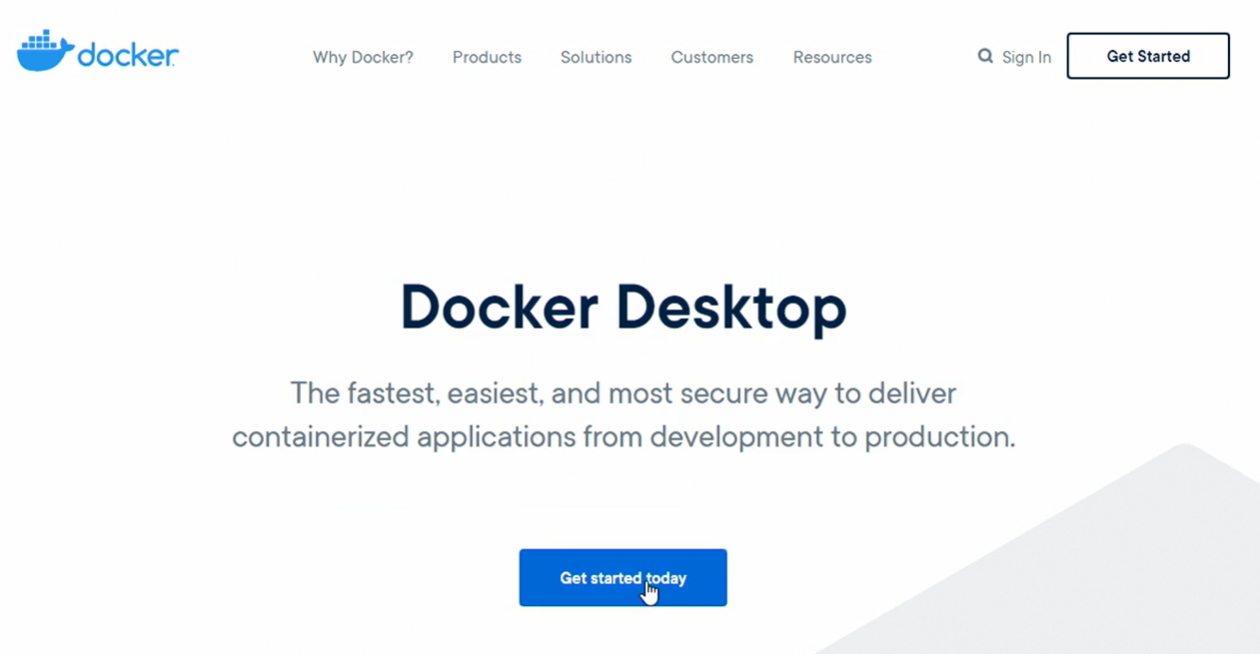 docker
Why Docker? Products Solutions Customers Resources Sign In Get Started
Docker Desktop
The fastest, easiest, and most secure way to deliver
containerized applications from development to production.
Get started today